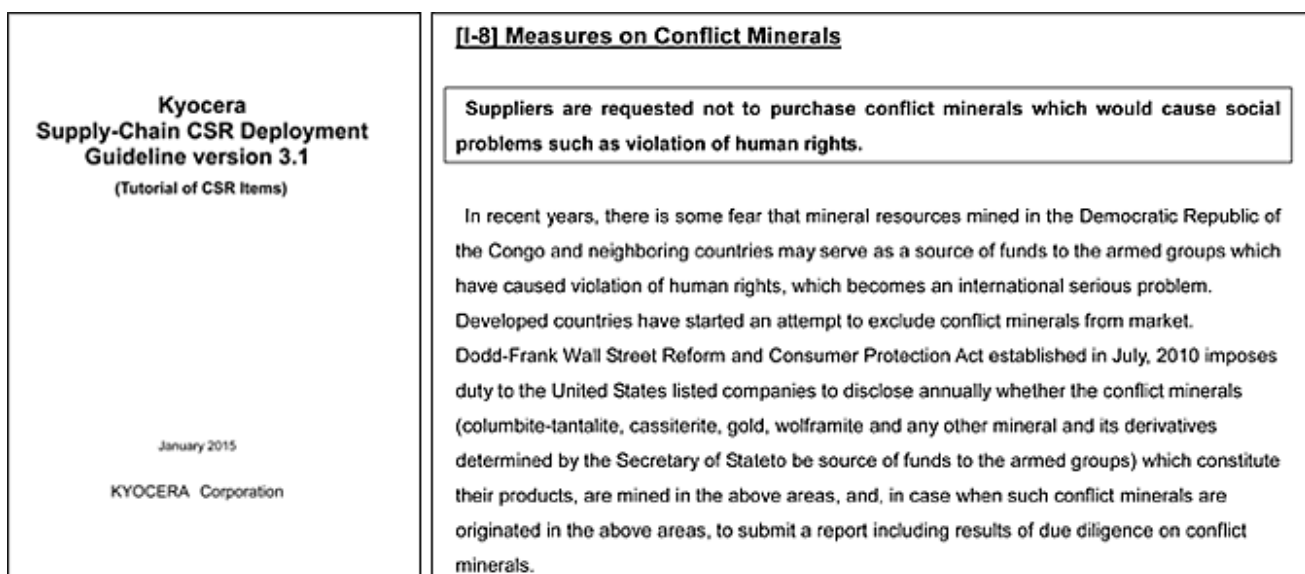 Kyocera
Supply-Chain CSR Deployment
Guideline version 3.1
(Tutorial of CSR Items)
January 2015
KYOCERA Corporation
[I-8] Measures on Conflict Minerals
Suppliers are requested not to purchase conflict minerals which would cause social
problems such as violation of human rights.
In recent years, there is some fear that mineral resources mined in the Democratic Republic of
the Congo and neighboring countries may serve as a source of funds to the armed groups which
have caused violation of human rights, which becomes an international serious problem.
Developed countries have started an attempt to exclude conflict minerals from market.
Dodd-Frank Wall Street Reform and Consumer Protection Act established in July, 2010 imposes
duty to the United States listed companies to disclose annually whether the conflict minerals
(columbite-tantalite, cassiterite, gold, wolframite and any other mineral and its derivatives
determined by the Secretary of Stateto be source of funds to the armed groups) which constitute
their products, are mined in the above areas, and, in case when such conflict minerals are
originated in the above areas, to submit a report including results of due diligence on conflict
minerals.